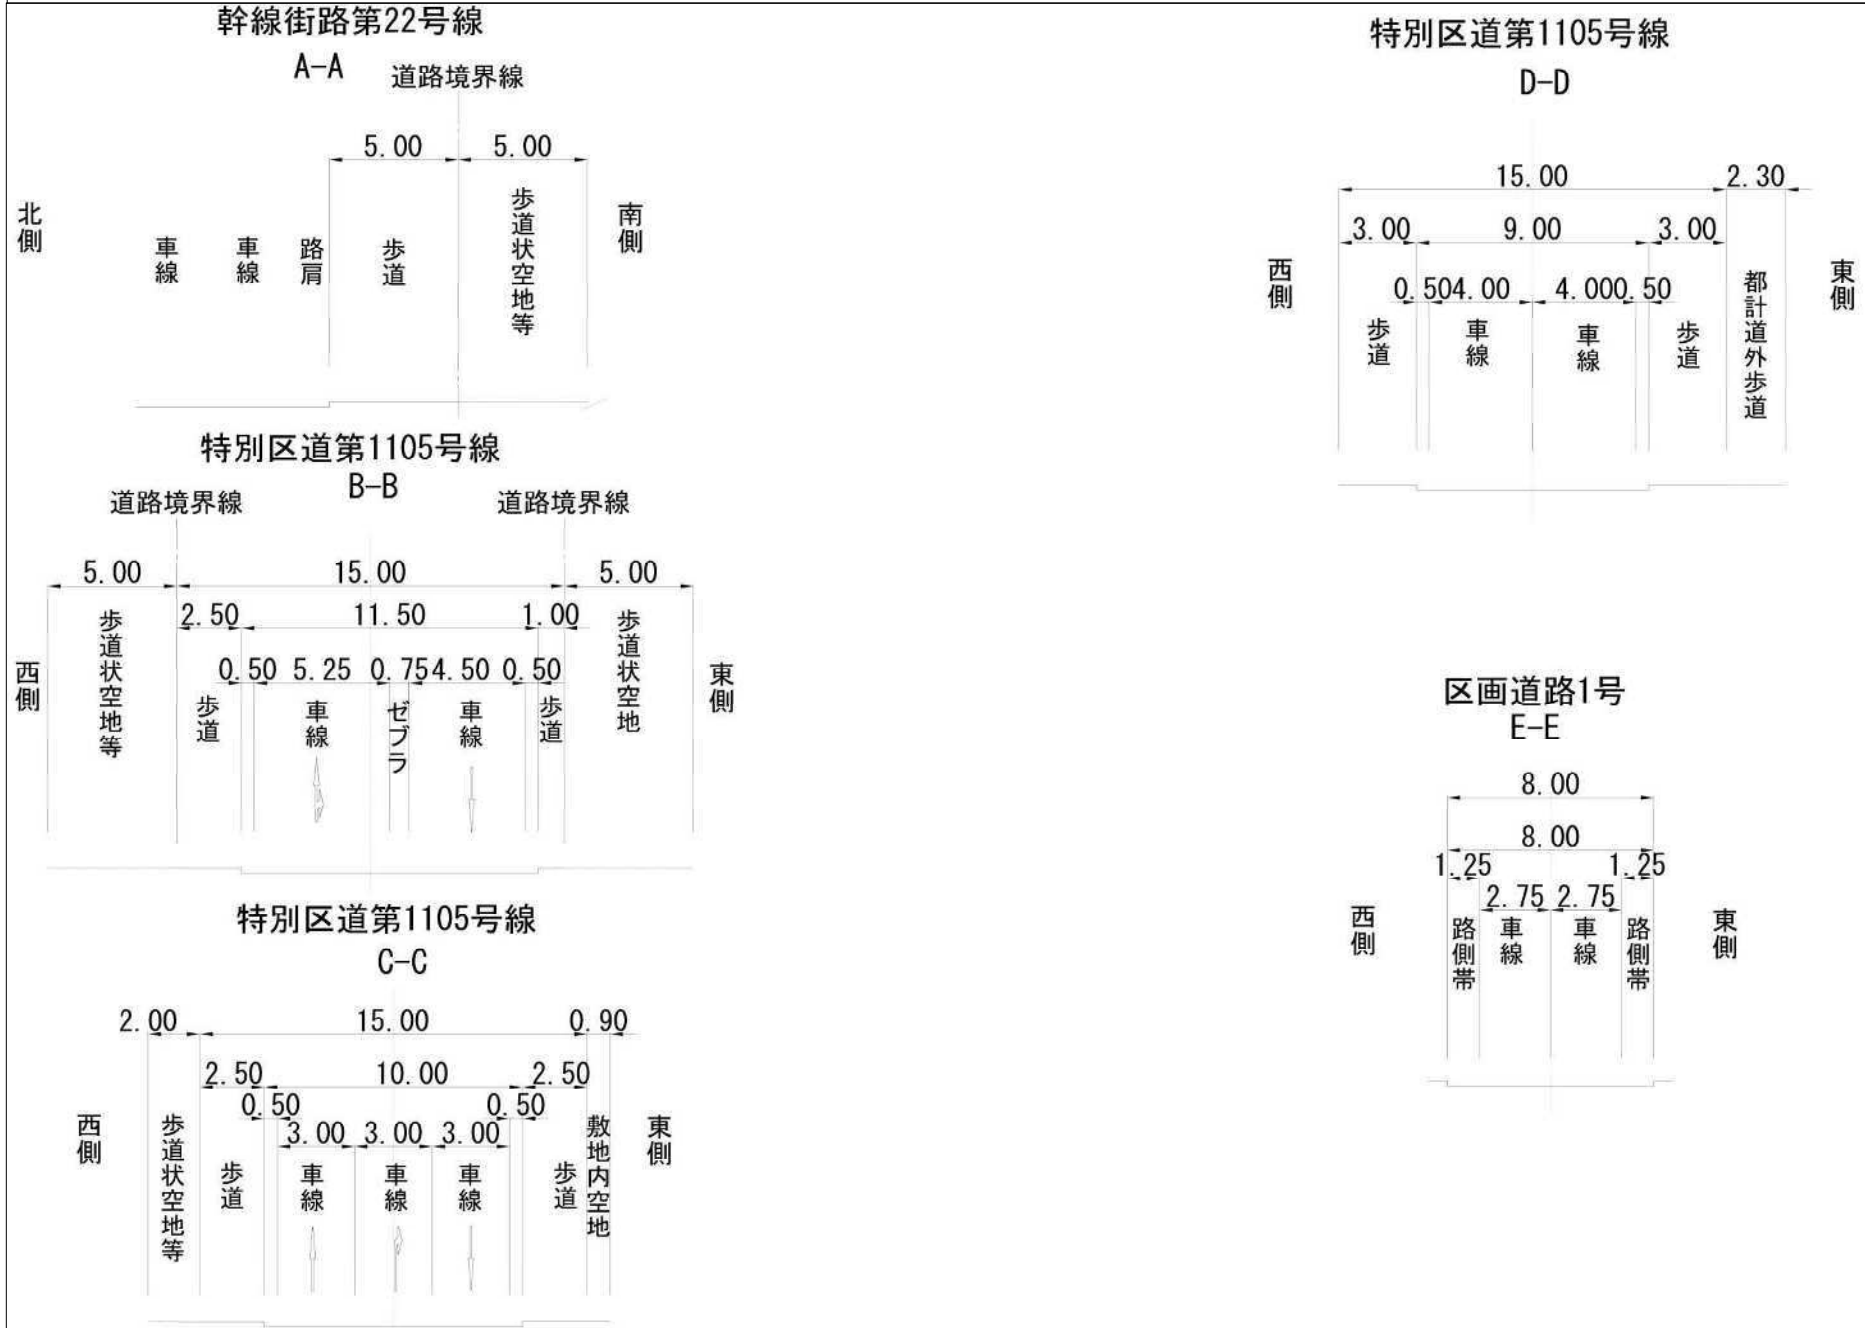 幹線街路第22号線
A-A
道路境界線
5.00 5.00
北側
車線
車線
路肩
歩道
歩道状空地等
南側
特別区道第1105号線
B-B
道路境界線 道路境界線
5.00 15.00 5.00
2.50 11.50 1.00
0.50 5.25 0.75 4.50 0.50
西側
歩道状空地等
歩道
車線
ゼブラ
車線
歩道
歩道状空地
東側
特別区道第1105号線
C-C
2.00 15.00 0.90
2.50 10.00 2.50
0.50 0.50
3.00 3.00 3.00
西側
歩道状空地等
歩道
車線
車線
車線
歩道
敷地内空地
東側
特別区道第1105号線
D-D
15.00 2.30
3.00 9.00 3.00
0.50 4.00 4.00 0.50
西側
歩道
車線
車線
歩道
都計道外歩道
東側
区画道路1号
E-E
8.00
8.00
1.25 1.25
2.75 2.75
西側
路側帯
車線
車線
路側帯
東側